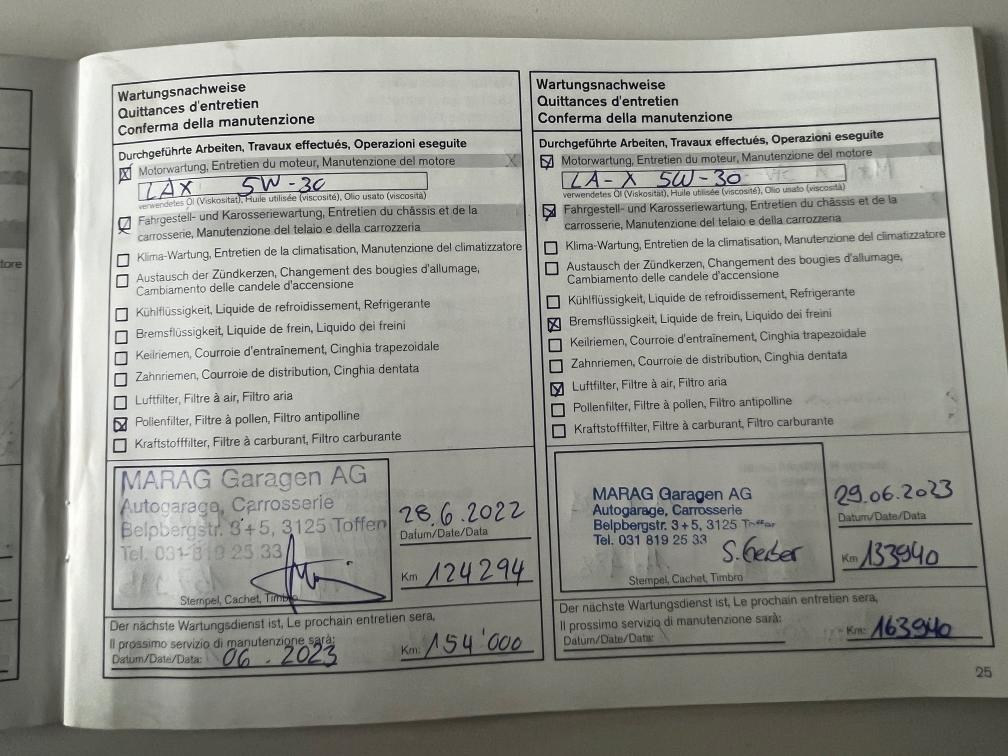 Wartungsnachweise
Quittances d'entretien
Conferma della manutenzione
Durchgeführte Arbeiten, Travaux effectués, Operazioni eseguite
Motorwartung, Entretien du moteur, Manutenzione del motore
LAX 5W-30
verwendetes Öl (Viskosität), Huile utilisée (viscosité), Olio usato (viscosità)
Fahrgestell- und Karosseriewartung, Entretien du châssis et de la
carrosserie, Manutenzione del telaio e della carrozzeria
Klima-Wartung, Entretien de la climatisation, Manutenzione del climatizzatore
Austausch der Zündkerzen, Changement des bougies d'allumage,
Cambiamento delle candele d'accensione
Kühlflüssigkeit, Liquide de refroidissement, Refrigerante
Bremsflüssigkeit, Liquide de frein, Liquido dei freini
Keilriemen, Courroie d'entraînement, Cinghia trapezoidale
Zahnriemen, Courroie de distribution, Cinghia dentata
Luftfilter, Filtre à air, Filtro aria
Pollenfilter, Filtre à pollen, Filtro antipolline
Kraftstofffilter, Filtre à carburant, Filtro carburante
MARAG Garagen AG
Autogarage, Carrosserie
Belpbergstr. 3+5, 3125 Toffen
Tel. 031 819 25 33
Stempel, Cachet, Timbro
28.6.2022
Datum/Date/Data
Km 124294
Der nächste Wartungsdienst ist, Le prochain entretien sera,
Il prossimo servizio di manutenzione sarà:
Datum/Date/Data: 06.2023
Km: 154'000
Wartungsnachweise
Quittances d'entretien
Conferma della manutenzione
Durchgeführte Arbeiten, Travaux effectués, Operazioni eseguite
Motorwartung, Entretien du moteur, Manutenzione del motore
LA-X 5W-30
verwendetes Öl (Viskosität), Huile utilisée (viscosité), Olio usato (viscosità)
Fahrgestell- und Karosseriewartung, Entretien du châssis et de la
carrosserie, Manutenzione del telaio e della carrozzeria
Klima-Wartung, Entretien de la climatisation, Manutenzione del climatizzatore
Austausch der Zündkerzen, Changement des bougies d'allumage,
Cambiamento delle candele d'accensione
Kühlflüssigkeit, Liquide de refroidissement, Refrigerante
Bremsflüssigkeit, Liquide de frein, Liquido dei freini
Keilriemen, Courroie d'entraînement, Cinghia trapezoidale
Zahnriemen, Courroie de distribution, Cinghia dentata
Luftfilter, Filtre à air, Filtro aria
Pollenfilter, Filtre à pollen, Filtro antipolline
Kraftstofffilter, Filtre à carburant, Filtro carburante
MARAG Garagen AG
Autogarage, Carrosserie
Belpbergstr. 3+5, 3125 Toffen
Tel. 031 819 25 33
S. Gerber
Stempel, Cachet, Timbro
29.06.2023
Datum/Date/Data
Km 133940
Der nächste Wartungsdienst ist, Le prochain entretien sera,
Il prossimo servizio di manutenzione sarà:
Datum/Date/Data:
Km: 163940
25